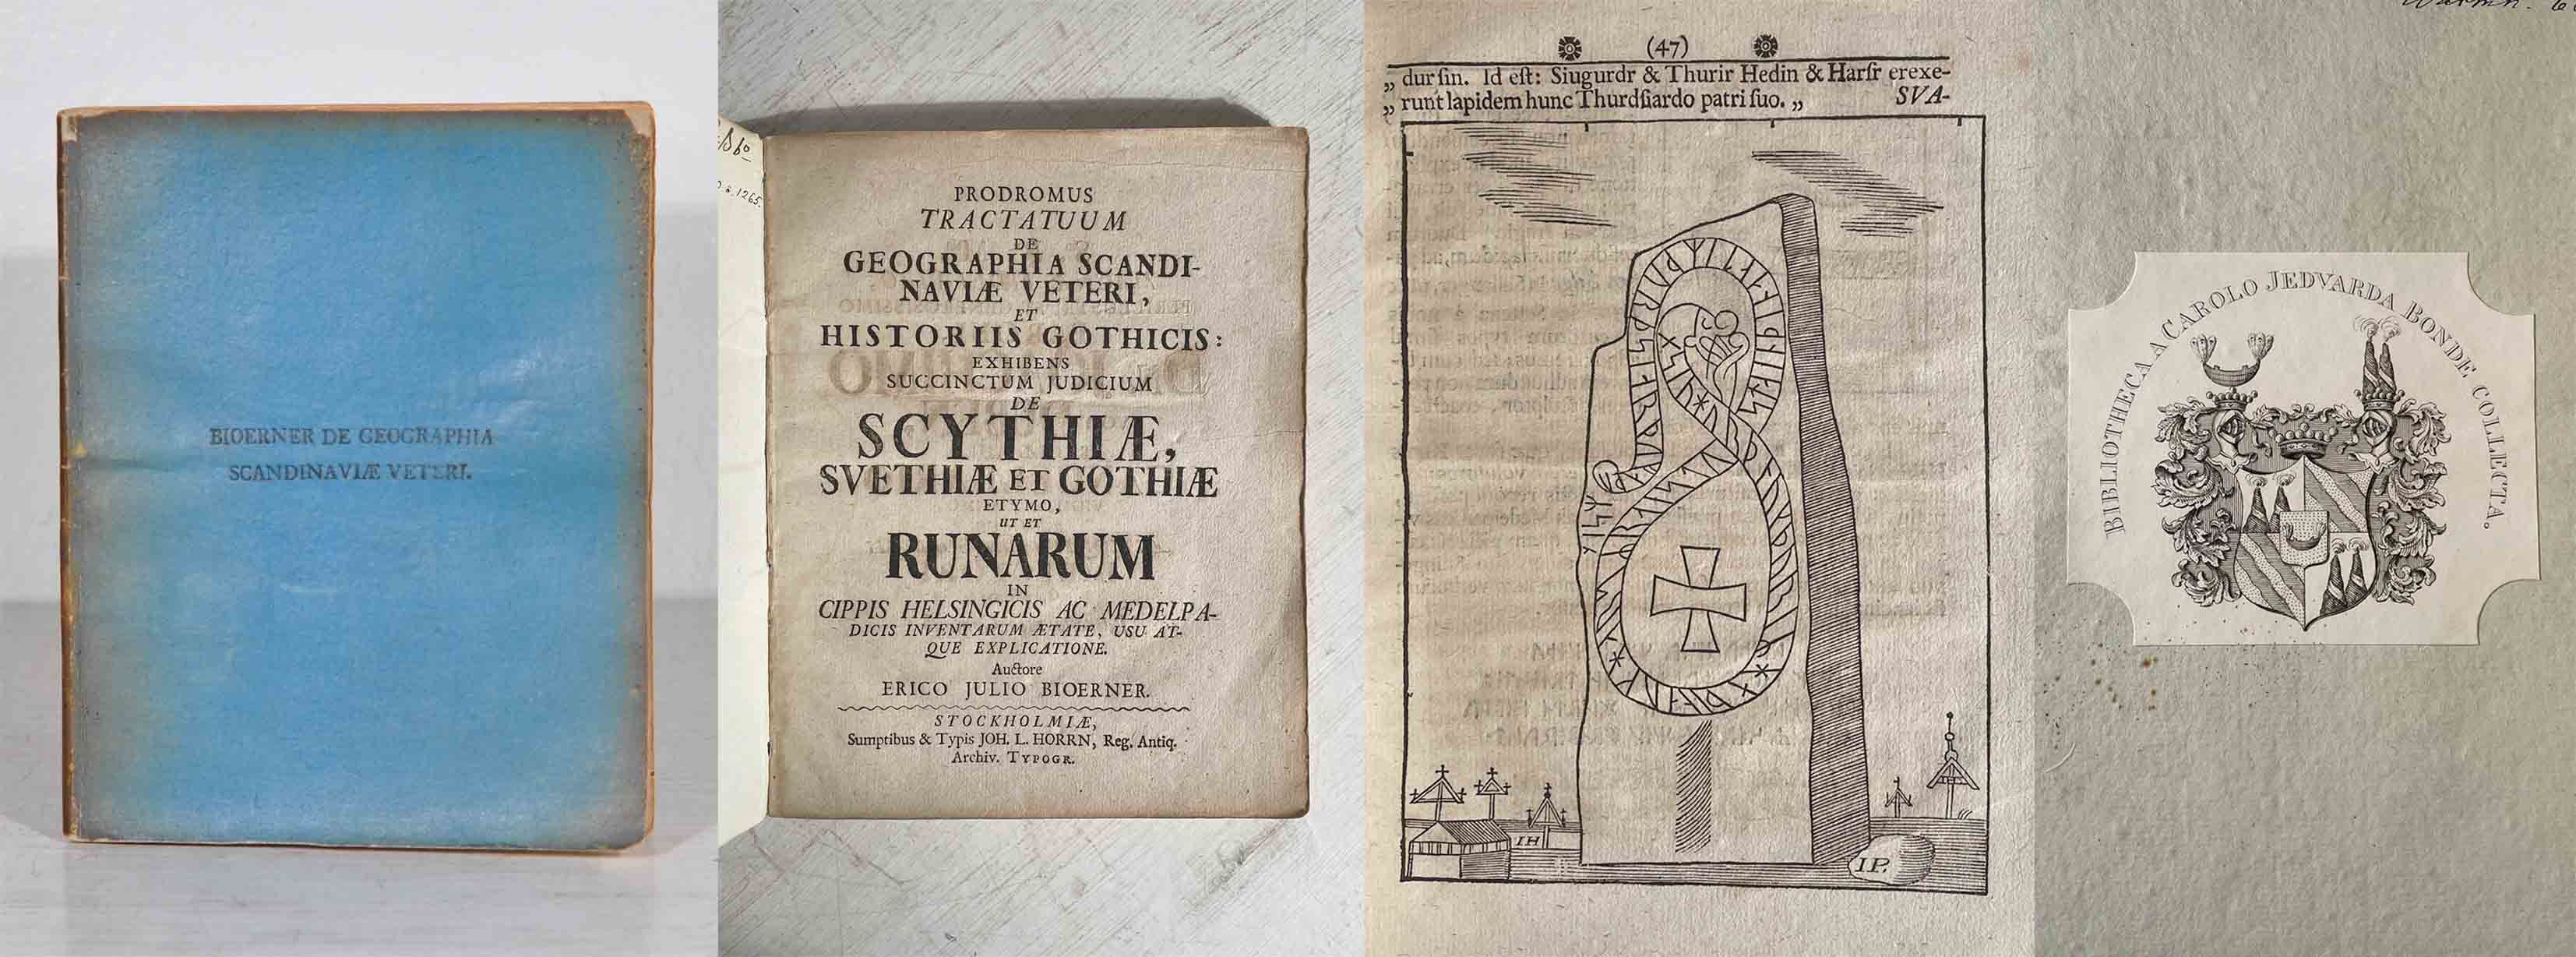 BIOERNER DE GEOGRAPHIA
SCANDINAVIÆ VETERI.
PRODROMUS
TRACTATUUM
DE
GEOGRAPHIA SCANDI-
NAVIÆ VETERI,
ET
HISTORIIS GOTHICIS:
EXHIBENS
SUCCINCTUM JUDICIUM
DE
SCYTHIÆ,
SVETHIÆ ET GOTHIÆ
ETYMO,
UT ET
RUNARUM
IN
CIPPIS HELSINGICIS AC MEDELPA-
DICIS INVENTARUM ÆTATE, USU AT-
QUE EXPLICATIONE.
Auctore
ERICO JULIO BIOERNER.
STOCKHOLMIÆ,
Sumptibus & Typis JOH. L. HORRN, Reg. Antiq.
Archiv. TYPOGR.
(47)
„ dur ſin. Id eſt: Siugurdr & Thurir Hedin & Harſr erexe-
„ runt lapidem hunc Thurdſiardo patri ſuo. „ SVA-
IH
IP.
BIBLIOTHECA A CAROLO JEDVARDA BONDE COLLECTA.